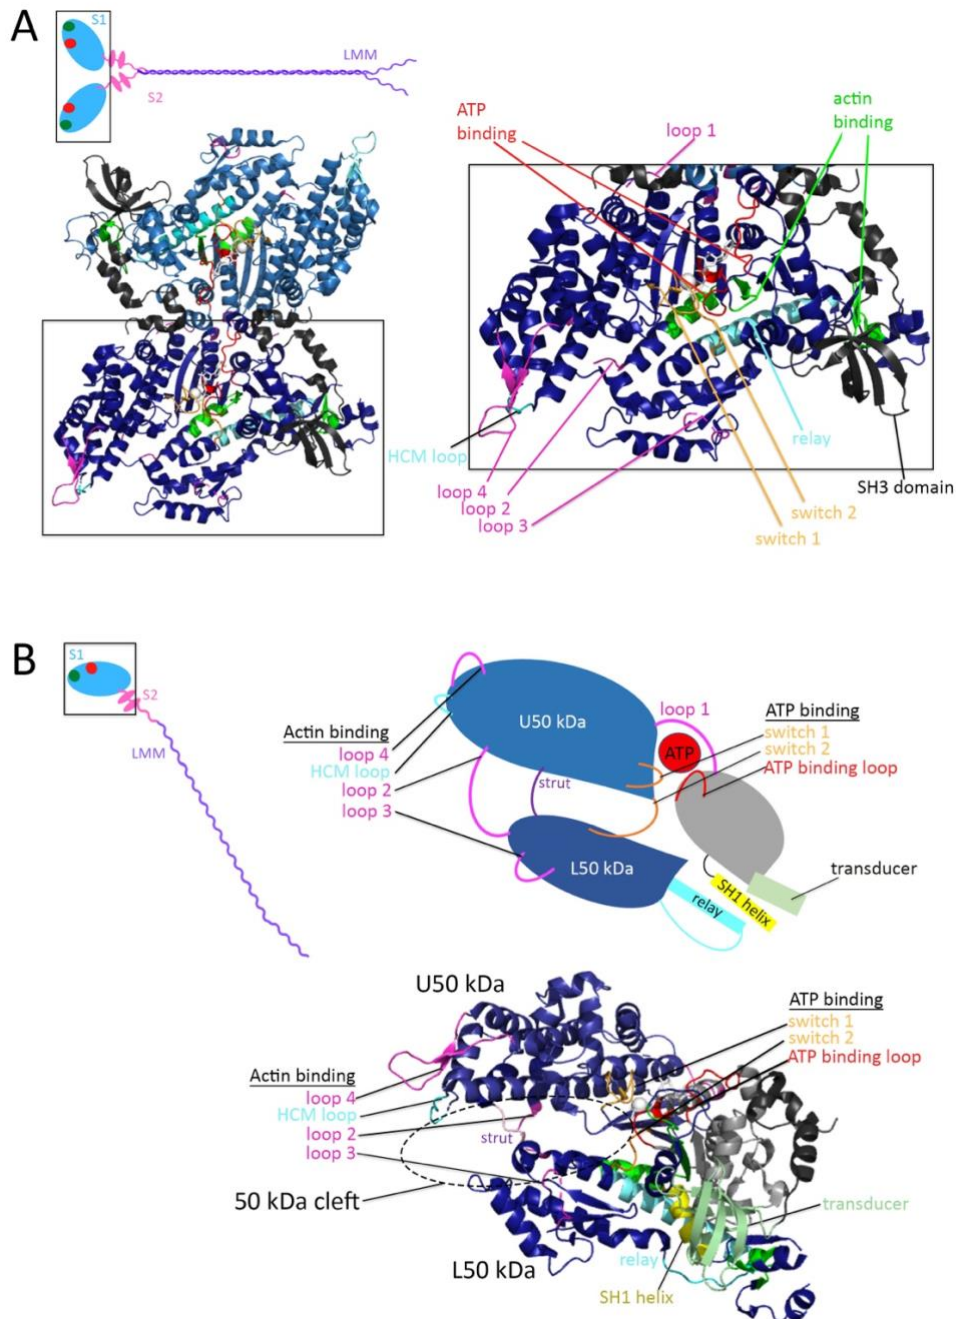 A
S1
LMM
S2
ATP
binding
loop 1
actin
binding
HCM loop
loop 4
loop 2
loop 3
relay
SH3 domain
switch 2
switch 1
B
S1
S2
LMM
Actin binding
loop 4
HCM loop
loop 2
loop 3
U50 kDa
strut
L50 kDa
loop 1
ATP
ATP binding
switch 1
switch 2
ATP binding loop
transducer
SH1 helix
relay
U50 kDa
ATP binding
switch 1
switch 2
ATP binding loop
Actin binding
loop 4
HCM loop
loop 2
loop 3
strut
50 kDa cleft
transducer
L50 kDa
relay
SH1 helix